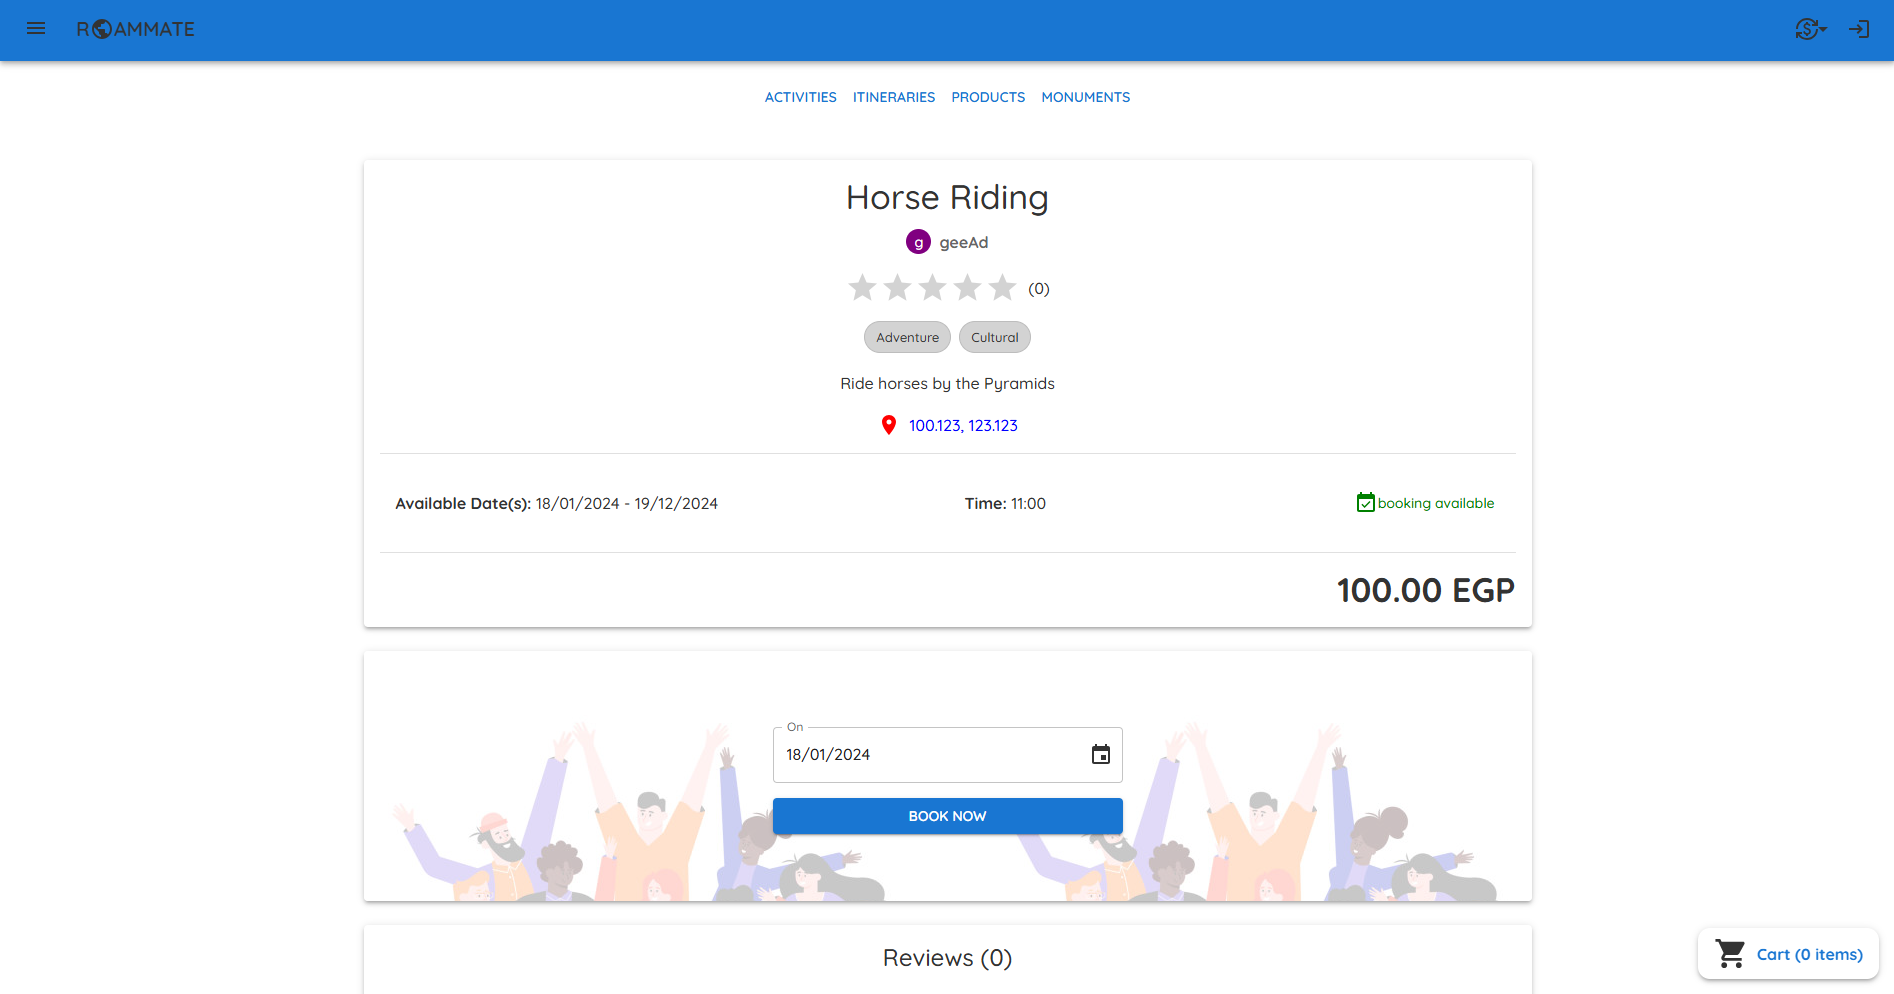 R AMMATE
ACTIVITIES ITINERARIES PRODUCTS MONUMENTS
Horse Riding
g geeAd
(0)
Adventure Cultural
Ride horses by the Pyramids
100.123, 123.123
Available Date(s): 18/01/2024 - 19/12/2024 Time: 11:00 booking available
100.00 EGP
On
18/01/2024
BOOK NOW
Reviews (0)
Cart (0 items)